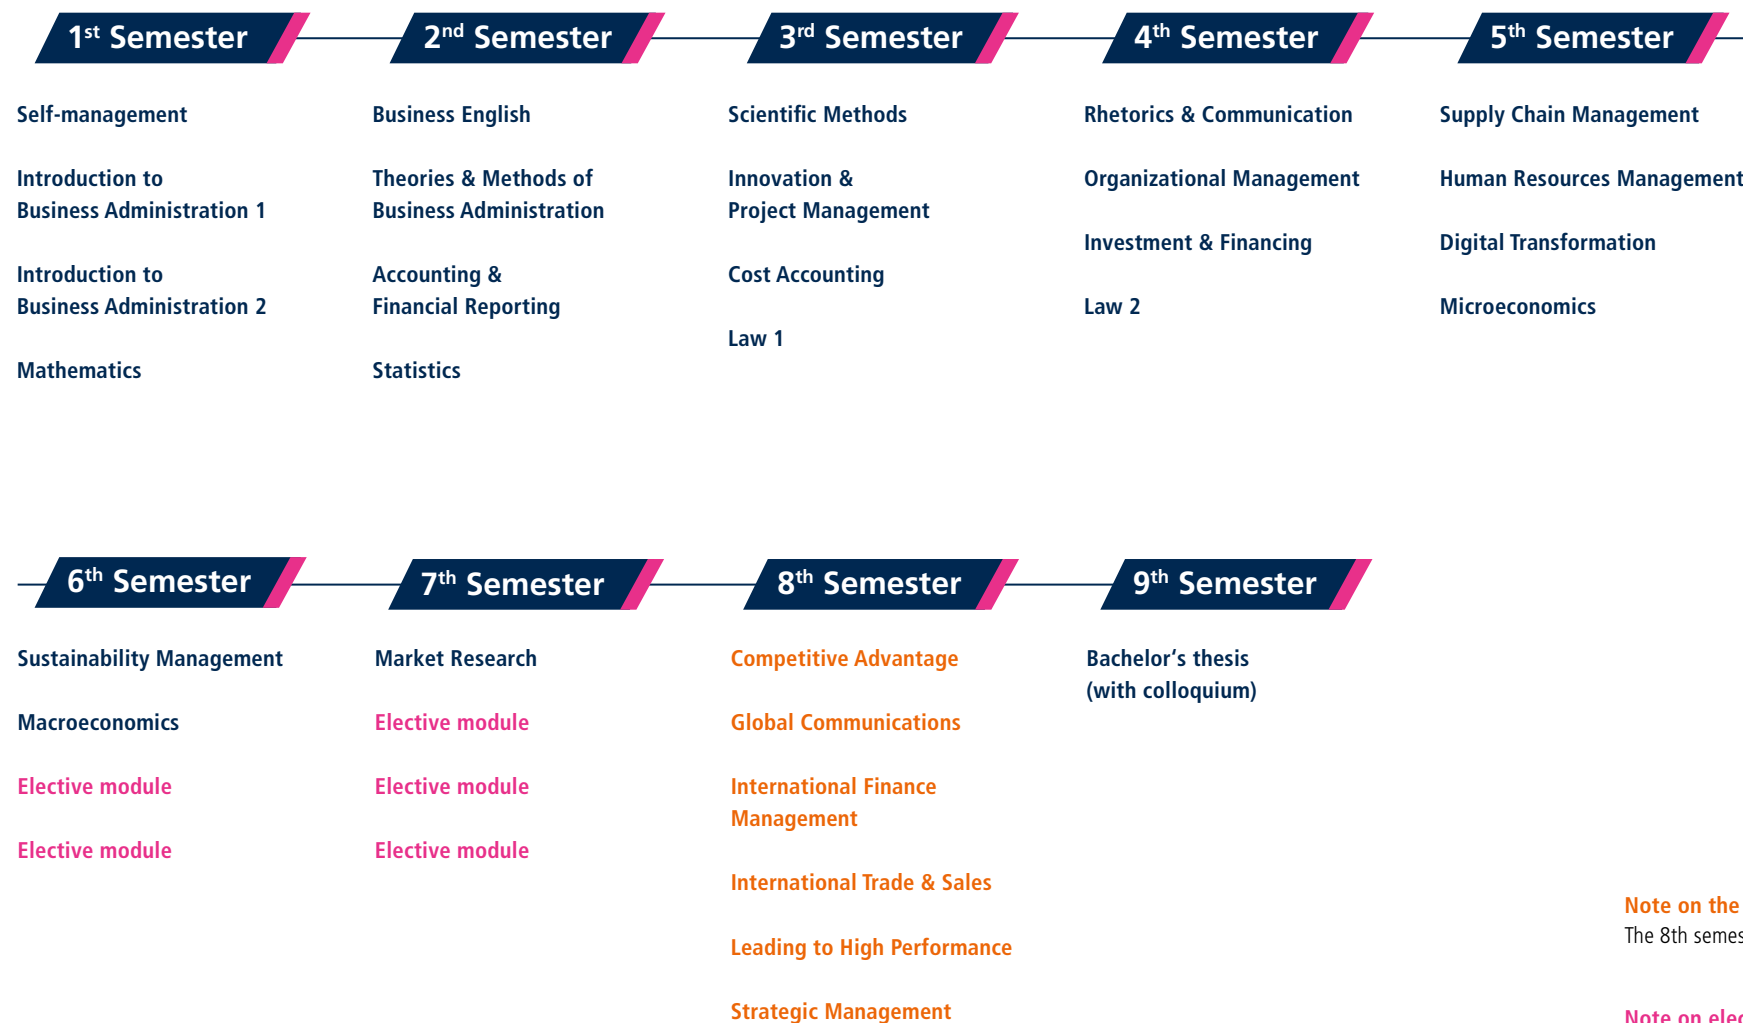 1st Semester
2nd Semester
3rd Semester
4th Semester
5th Semester
Self-management
Introduction to
Business Administration 1
Introduction to
Business Administration 2
Mathematics
Business English
Theories & Methods of
Business Administration
Accounting &
Financial Reporting
Statistics
Scientific Methods
Innovation &
Project Management
Cost Accounting
Law 1
Rhetorics & Communication
Organizational Management
Investment & Financing
Law 2
Supply Chain Management
Human Resources Management
Digital Transformation
Microeconomics
6th Semester
7th Semester
8th Semester
9th Semester
Sustainability Management
Macroeconomics
Elective module
Elective module
Market Research
Elective module
Elective module
Elective module
Competitive Advantage
Global Communications
International Finance
Management
International Trade & Sales
Leading to High Performance
Strategic Management
Bachelor‘s thesis
(with colloquium)
Note on the
The 8th
Note on